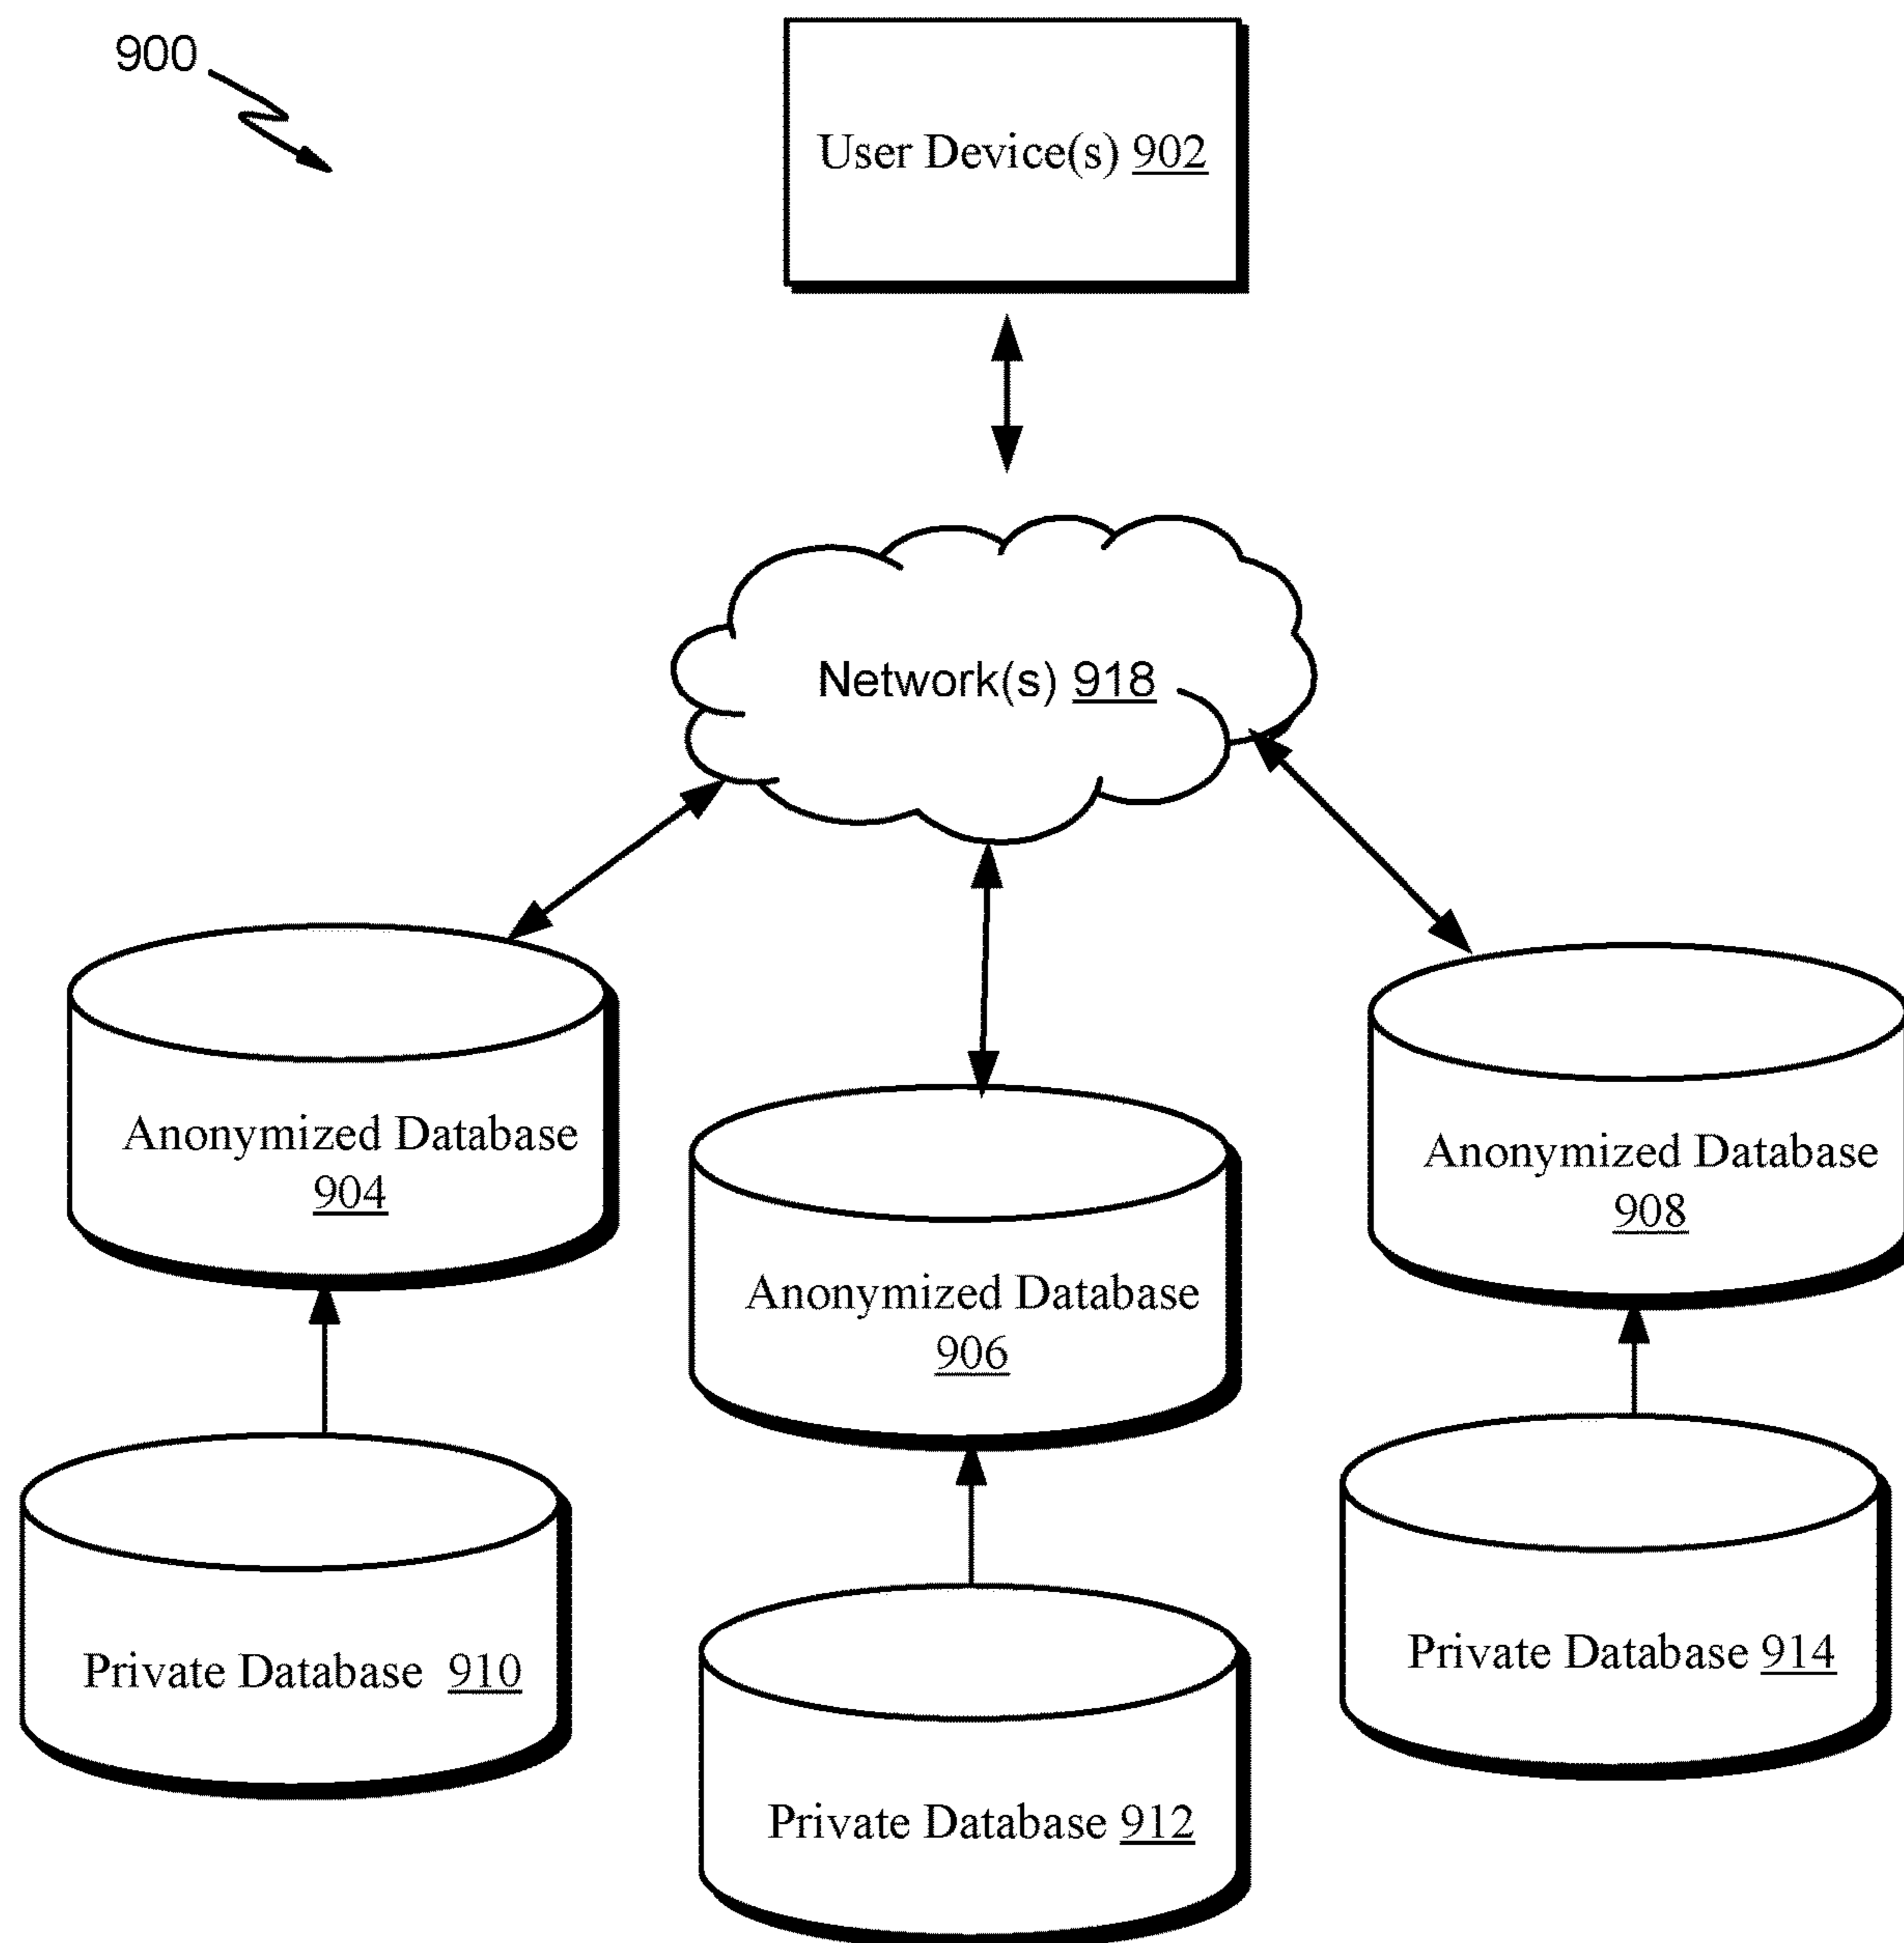 900
User Device(s) 902
Network(s) 918
Anonymized Database
904
Anonymized Database
906
Anonymized Database
908
Private Database 910
Private Database 912
Private Database 914